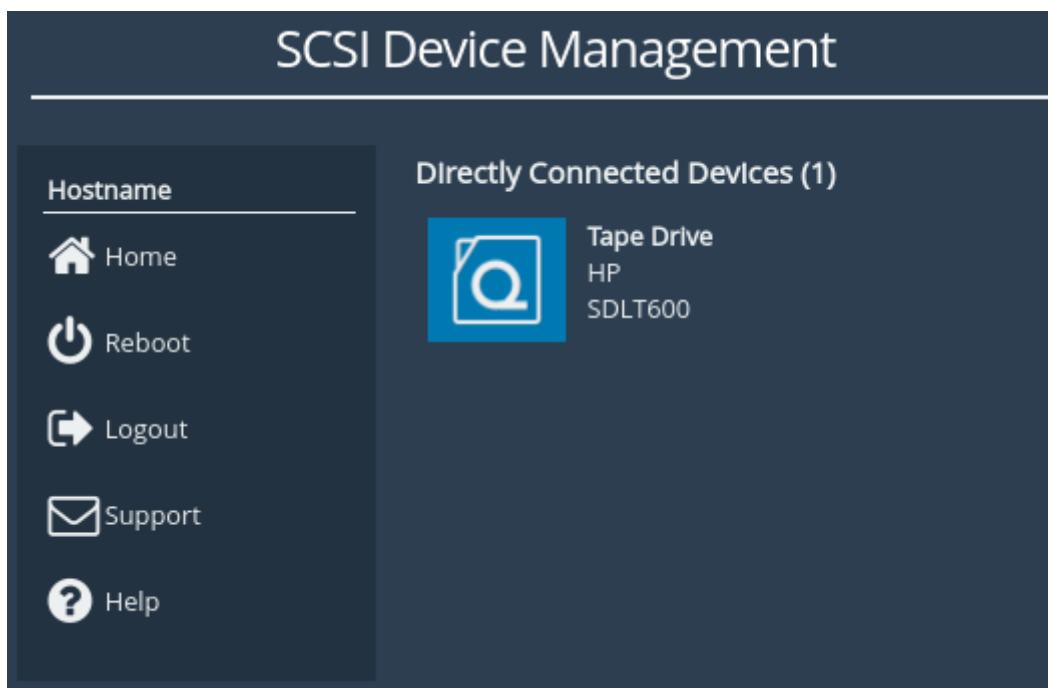 SCSI Device Management
Hostname
Home
Reboot
Logout
Support
Help
Directly Connected Devices (1)
Tape Drive
HP
SDLT600